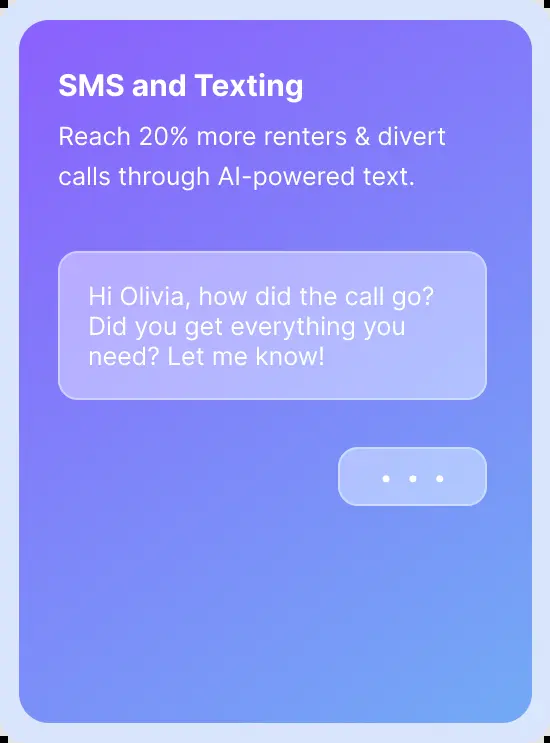 SMS and Texting
Reach 20% more renters & divert
calls through AI-powered text.
Hi Olivia, how did the call go?
Did you get everything you
need? Let me know!